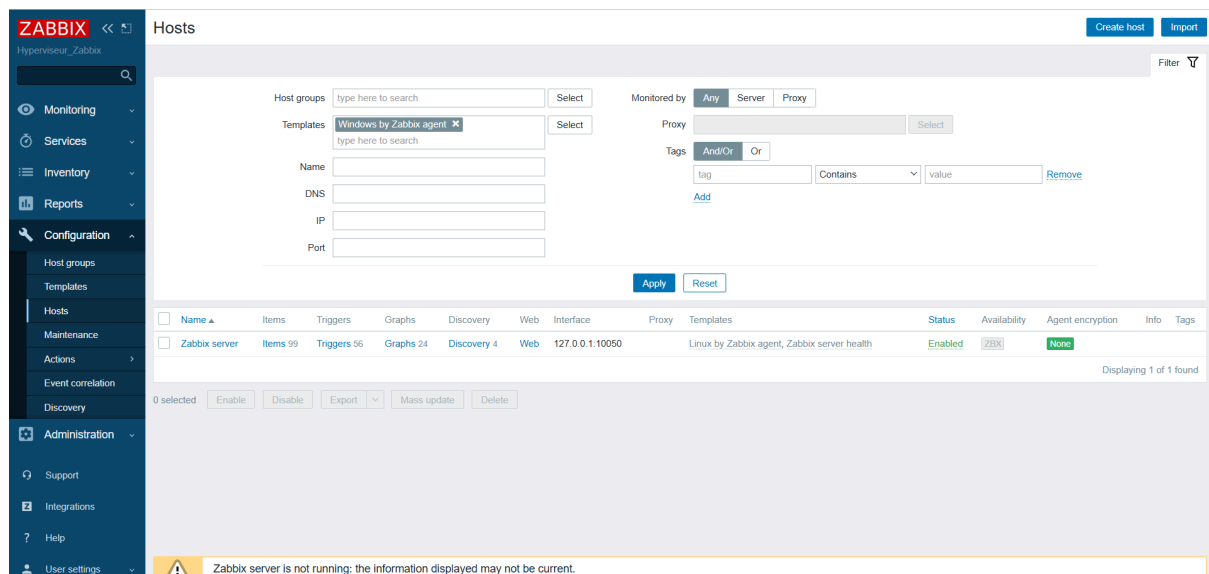 ZABBIX
Hyperviseur_Zabbix
Monitoring
Services
Inventory
Reports
Configuration
Host groups
Templates
Hosts
Maintenance
Actions
Event correlation
Discovery
Administration
Support
Z Integrations
? Help
User settings
Hosts
Create host Import
Filter
Host groups type here to search Select
Templates Windows by Zabbix agent Select
type here to search
Name
DNS
IP
Port
Monitored by Any Server Proxy
Proxy Select
Tags And/Or Or
tag Contains value Remove
Add
Apply Reset
Name Items Triggers Graphs Discovery Web Interface Proxy Templates Status Availability Agent encryption Info Tags
Zabbix server Items 99 Triggers 56 Graphs 24 Discovery 4 Web 127.0.0.1:10050 Linux by Zabbix agent, Zabbix server health Enabled ZBX None
Displaying 1 of 1 found
0 selected Enable Disable Export Mass update Delete
Zabbix server is not running: the information displayed may not be current.